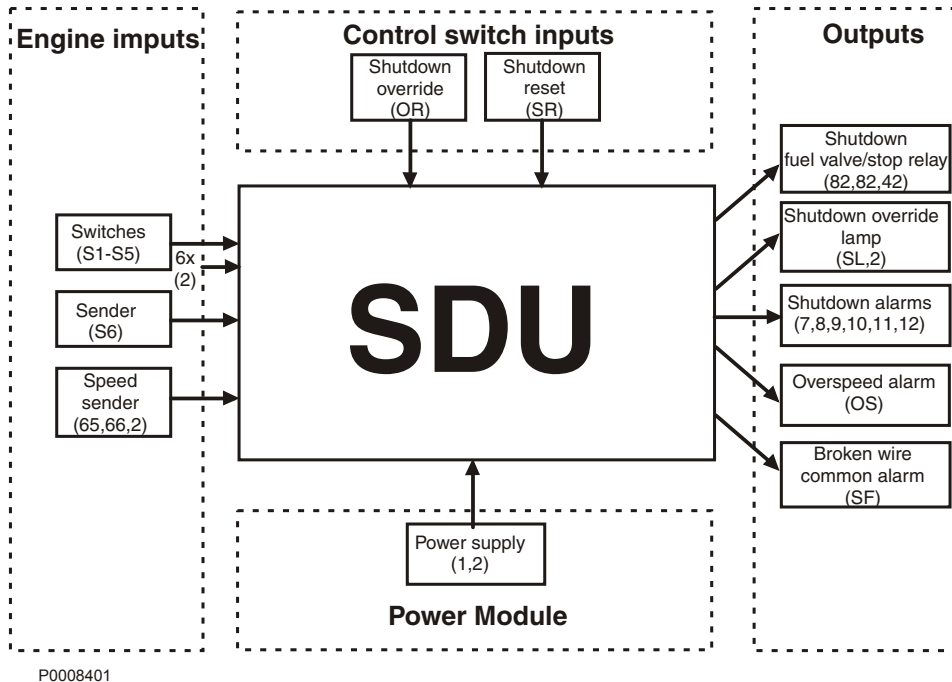 Engine imputs
Control switch inputs
Outputs
Shutdown
override
(OR)
Shutdown
reset
(SR)
Switches
(S1-S5)
6x
(2)
Sender
(S6)
Speed
sender
(65,66,2)
SDU
Shutdown
fuel valve/stop relay
(82,82,42)
Shutdown override
lamp
(SL,2)
Shutdown alarms
(7,8,9,10,11,12)
Overspeed alarm
(OS)
Broken wire
common alarm
(SF)
Power supply
(1,2)
Power Module
P0008401